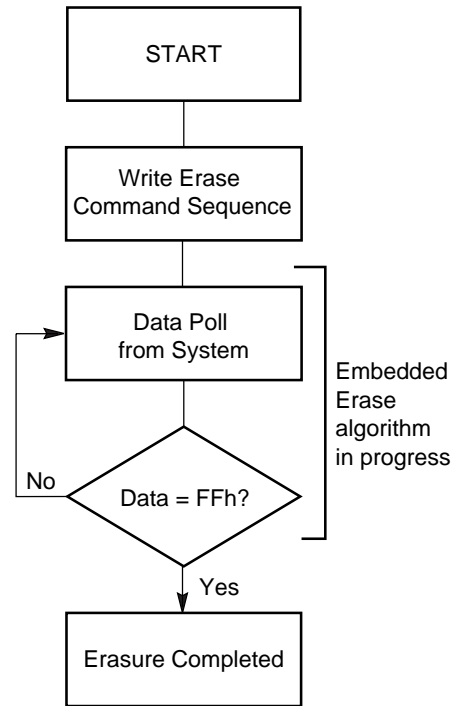 START
Write Erase
Command Sequence
Data Poll
from System
Embedded
Erase
algorithm
in progress
No
Data = FFh?
Yes
Erasure Completed